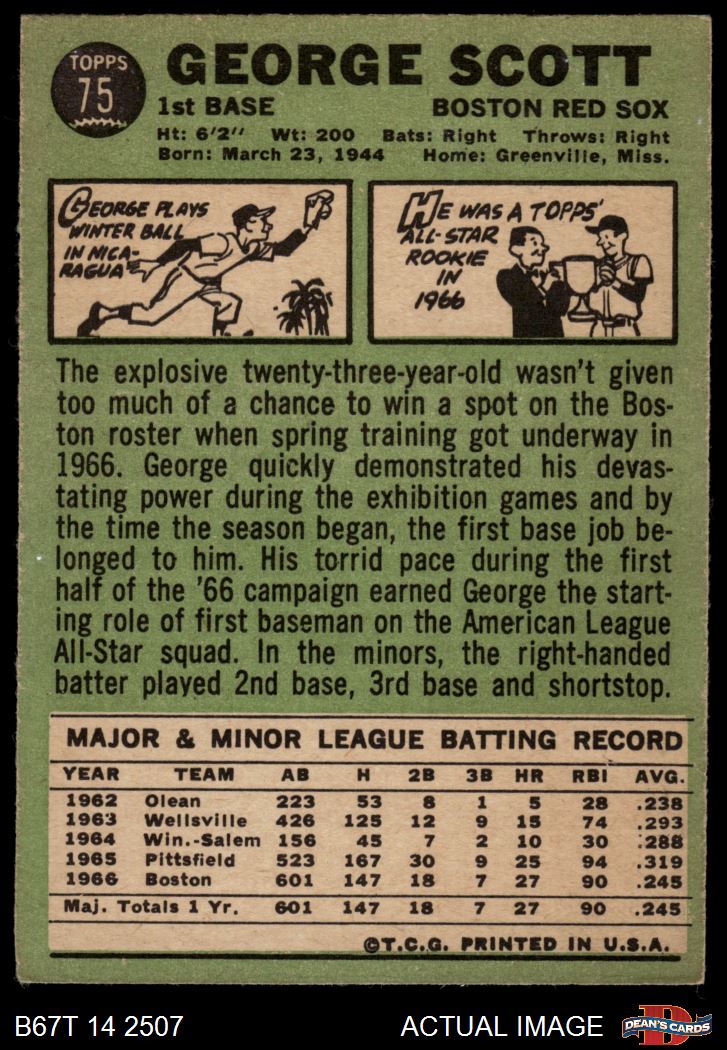 TOPPS
75
GEORGE SCOTT
1st BASE BOSTON RED SOX
Ht: 6'2" Wt: 200 Bats: Right Throws: Right
Born: March 23, 1944 Home: Greenville, Miss.
GEORGE PLAYS
WINTER BALL
IN NICA-
RAGUA
HE WAS A TOPPS'
ALL-STAR
ROOKIE
IN
1966
The explosive twenty-three-year-old wasn't given
too much of a chance to win a spot on the Bos-
ton roster when spring training got underway in
1966. George quickly demonstrated his devas-
tating power during the exhibition games and by
the time the season began, the first base job be-
longed to him. His torrid pace during the first
half of the '66 campaign earned George the start-
ing role of first baseman on the American League
All-Star squad. In the minors, the right-handed
batter played 2nd base, 3rd base and shortstop.
MAJOR & MINOR LEAGUE BATTING RECORD
YEAR TEAM AB H 2B 3B HR RBI AVG.
1962 Olean 223 53 8 1 5 28 .238
1963 Wellsville 426 125 12 9 15 74 .293
1964 Win.-Salem 156 45 7 2 10 30 .288
1965 Pittsfield 523 167 30 9 25 94 .319
1966 Boston 601 147 18 7 27 90 .245
Maj. Totals 1 Yr. 601 147 18 7 27 90 .245
©T.C.G. PRINTED IN U.S.A.
B67T 14 2507 ACTUAL IMAGE
D
DEAN'S CARDS